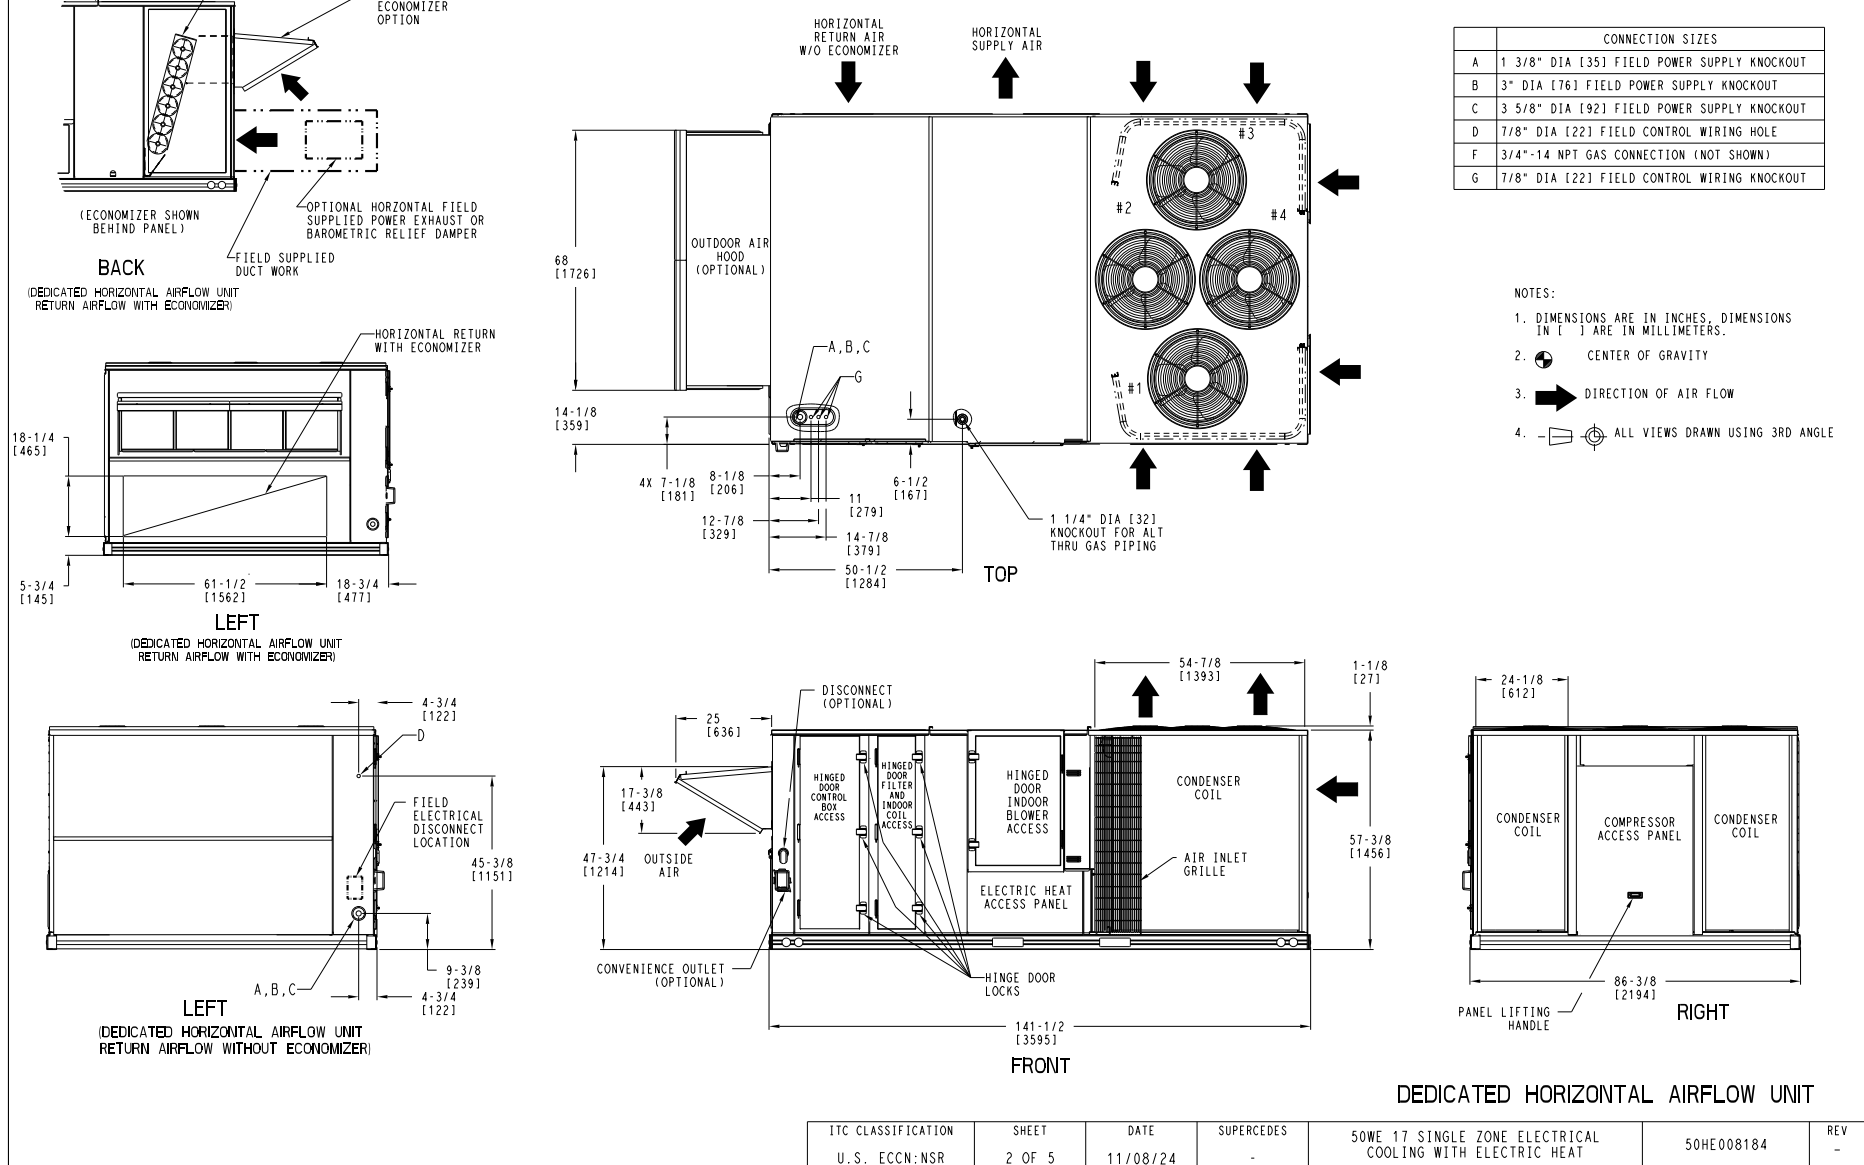 ECONOMIZER
OPTION
(ECONOMIZER SHOWN
BEHIND PANEL)
OPTIONAL HORZONTAL FIELD
SUPPLIED POWER EXHAUST OR
BAROMETRIC RELIEF DAMPER
FIELD SUPPLIED
DUCT WORK
BACK
(DEDICATED HORIZONTAL AIRFLOW UNIT
RETURN AIRFLOW WITH ECONOMIZER)
HORIZONTAL RETURN
WITH ECONOMIZER
18-1/4
[465]
5-3/4
[145]
61-1/2
[1562]
18-3/4
[477]
LEFT
(DEDICATED HORIZONTAL AIRFLOW UNIT
RETURN AIRFLOW WITH ECONOMIZER)
HORIZONTAL
RETURN AIR
W/O ECONOMIZER
HORIZONTAL
SUPPLY AIR
#3
#2
#4
#1
OUTDOOR AIR
HOOD
(OPTIONAL)
68
[1726]
A,B,C
G
14-1/8
[359]
4X 7-1/8
[181]
8-1/8
[206]
11
[279]
6-1/2
[167]
12-7/8
[329]
14-7/8
[379]
50-1/2
[1284]
1 1/4" DIA [32]
KNOCKOUT FOR ALT
THRU GAS PIPING
TOP
CONNECTION SIZES
A 1 3/8" DIA [35] FIELD POWER SUPPLY KNOCKOUT
B 3" DIA [76] FIELD POWER SUPPLY KNOCKOUT
C 3 5/8" DIA [92] FIELD POWER SUPPLY KNOCKOUT
D 7/8" DIA [22] FIELD CONTROL WIRING HOLE
F 3/4"-14 NPT GAS CONNECTION (NOT SHOWN)
G 7/8" DIA [22] FIELD CONTROL WIRING KNOCKOUT
NOTES:
1. DIMENSIONS ARE IN INCHES, DIMENSIONS
IN [ ] ARE IN MILLIMETERS.
2. CENTER OF GRAVITY
3. DIRECTION OF AIR FLOW
4. ALL VIEWS DRAWN USING 3RD ANGLE
4-3/4
[122]
D
FIELD
ELECTRICAL
DISCONNECT
LOCATION
45-3/8
[1151]
9-3/8
[239]
A,B,C
4-3/4
[122]
LEFT
(DEDICATED HORIZONTAL AIRFLOW UNIT
RETURN AIRFLOW WITHOUT ECONOMIZER)
DISCONNECT
(OPTIONAL)
25
[636]
54-7/8
[1393]
1-1/8
[27]
17-3/8
[443]
OUTSIDE
AIR
47-3/4
[1214]
HINGED
DOOR
CONTROL
BOX
ACCESS
HINGED
DOOR
FILTER
AND
INDOOR
COIL
ACCESS
HINGED
DOOR
INDOOR
BLOWER
ACCESS
CONDENSER
COIL
AIR INLET
GRILLE
ELECTRIC HEAT
ACCESS PANEL
57-3/8
[1456]
CONVENIENCE OUTLET
(OPTIONAL)
HINGE DOOR
LOCKS
141-1/2
[3595]
FRONT
24-1/8
[612]
CONDENSER
COIL
COMPRESSOR
ACCESS PANEL
CONDENSER
COIL
86-3/8
[2194]
PANEL LIFTING
HANDLE
RIGHT
DEDICATED HORIZONTAL AIRFLOW UNIT
ITC CLASSIFICATION
U.S. ECCN:NSR
SHEET
2 OF 5
DATE
11/08/24
SUPERCEDES
-
50WE 17 SINGLE ZONE ELECTRICAL
COOLING WITH ELECTRIC HEAT
50HE008184
REV
-